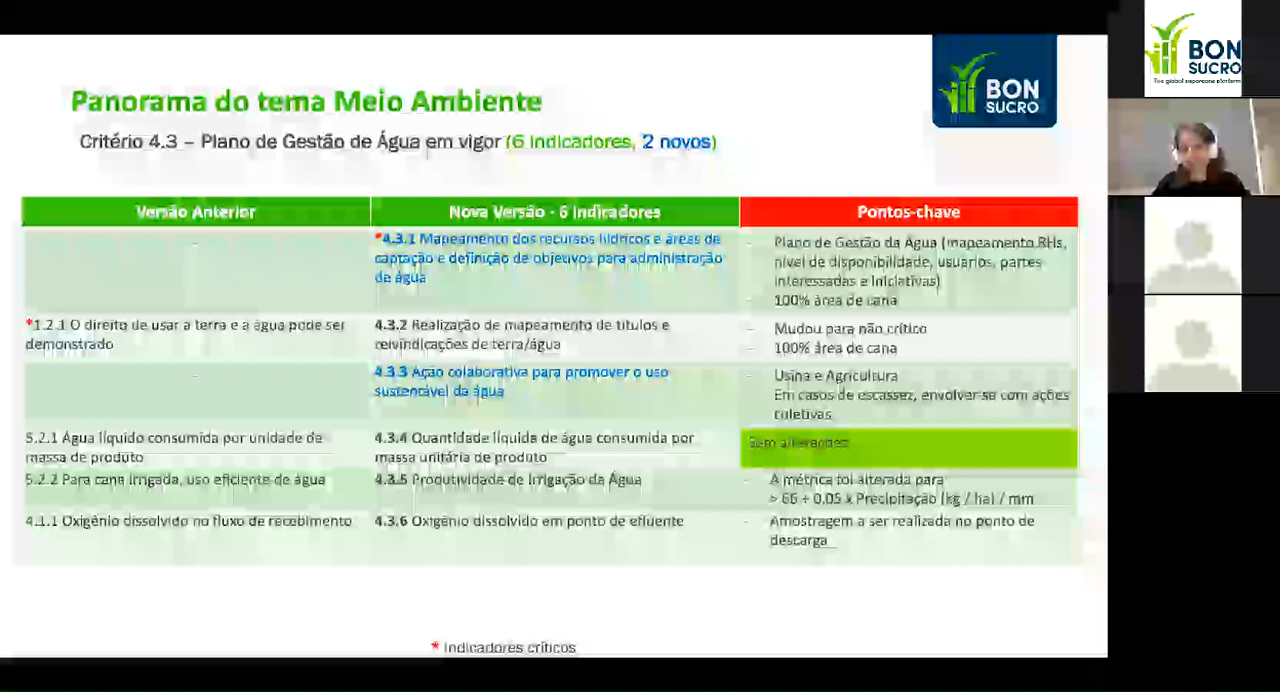 Panorama do tema Meio Ambiente
Critério 4.3 – Plano de Gestão de Água em vigor (6 indicadores, 2 novos)
BON
SUCRO
BON
SUCRO
The global sugarcane platform
Versão Anterior
Nova Versão - 6 Indicadores
Pontos-chave
-
*4.3.1 Mapeamento dos recursos hídricos e áreas de
captação e definição de objetivos para administração
de água
- Plano de Gestão da Água (mapeamento RHs,
nível de disponibilidade, usuários, partes
interessadas e iniciativas)
- 100% área de cana
*1.2.1 O direito de usar a terra e a água pode ser
demonstrado
4.3.2 Realização de mapeamento de títulos e
reivindicações de terra/água
- Mudou para não crítico
- 100% área de cana
-
4.3.3 Ação colaborativa para promover o uso
sustentável da água
- Usina e Agricultura
- Em casos de escassez, envolver-se com ações
coletivas
5.2.1 Água líquido consumida por unidade de
massa de produto
4.3.4 Quantidade líquida de água consumida por
massa unitária de produto
Sem alterações
5.2.2 Para cana irrigada, uso eficiente de água
4.3.5 Produtividade de Irrigação da Água
- A métrica foi alterada para
> 66 + 0.05 x Precipitação (kg / ha) / mm
4.1.1 Oxigênio dissolvido no fluxo de recebimento
4.3.6 Oxigênio dissolvido em ponto de efluente
- Amostragem a ser realizada no ponto de
descarga
* Indicadores críticos